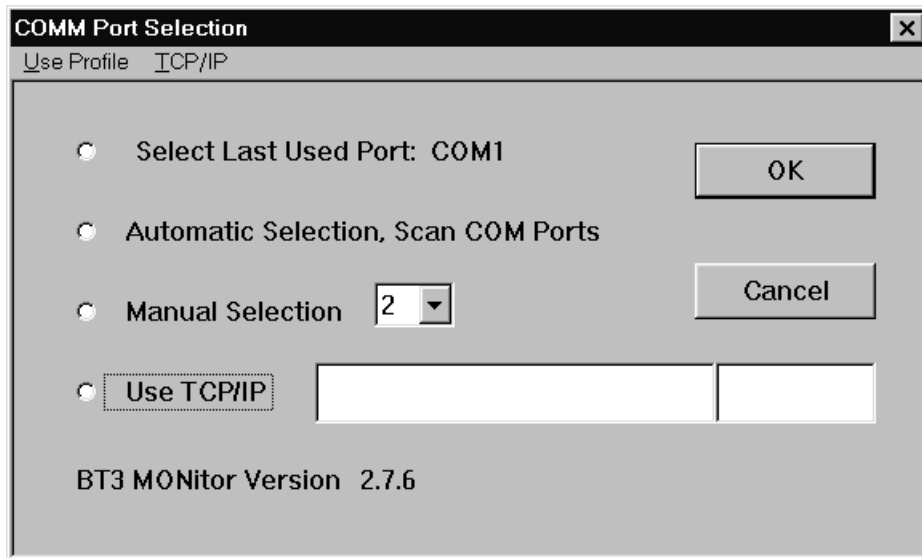 COMM Port Selection
Use Profile TCP/IP
Select Last Used Port: COM1
OK
Automatic Selection, Scan COM Ports
Manual Selection 2
Cancel
Use TCP/IP
BT3 MONitor Version 2.7.6